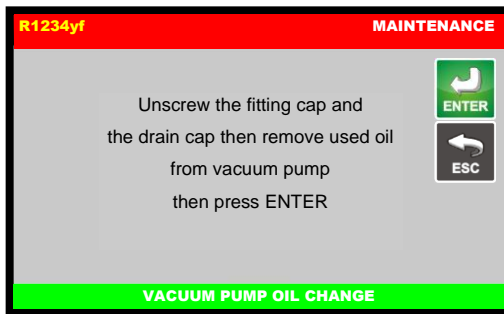 R1234yf MAINTENANCE
Unscrew the fitting cap and
the drain cap then remove used oil
from vacuum pump
then press ENTER
ENTER
ESC
VACUUM PUMP OIL CHANGE